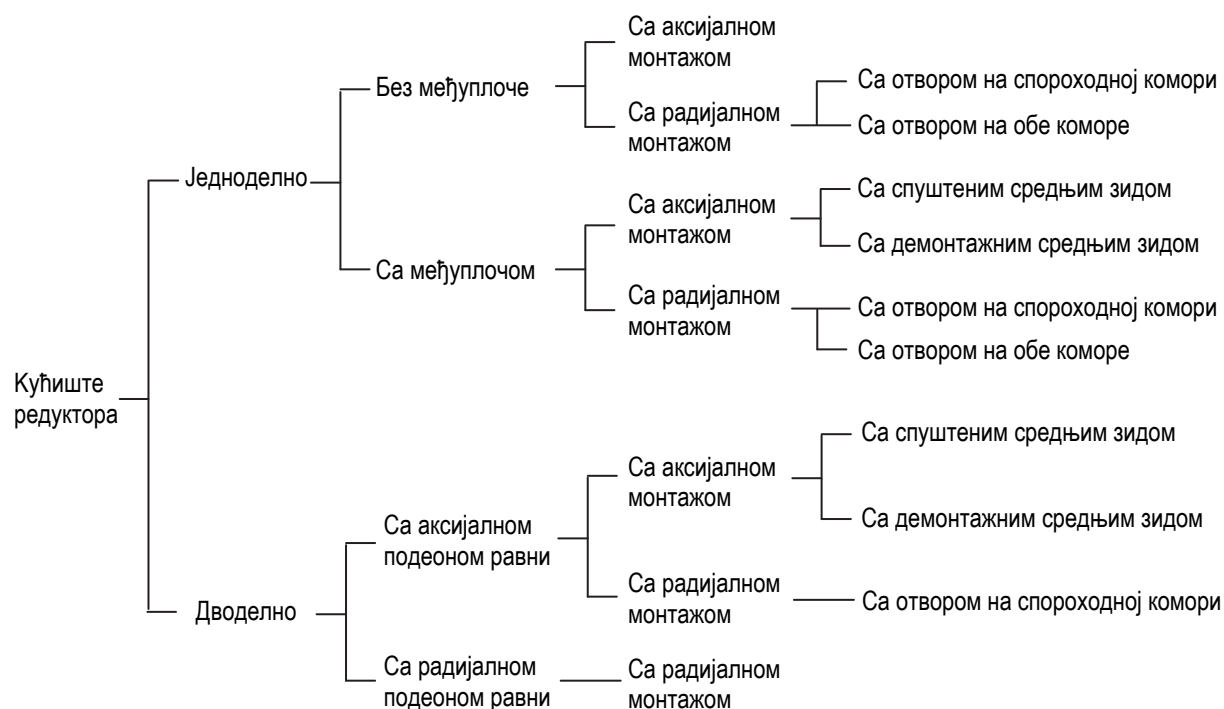 Кућиште
редуктора
Једноделно
Без међуплоче
Са аксијалном
монтажом
Са радијалном
монтажом
Са отвором на спороходној комори
Са отвором на обе коморе
Са међуплочом
Са аксијалном
монтажом
Са спуштеним средњим зидом
Са демонтажним средњим зидом
Са радијалном
монтажом
Са отвором на спороходној комори
Са отвором на обе коморе
Дводелно
Са аксијалном
подеоном равни
Са аксијалном
монтажом
Са спуштеним средњим зидом
Са демонтажним средњим зидом
Са радијалном
монтажом
Са отвором на спороходној комори
Са радијалном
подеоном равни
Са радијалном
монтажом